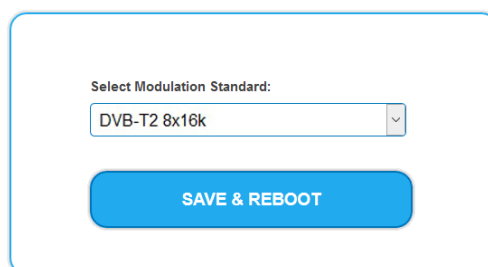 Select Modulation Standard:
DVB-T2 8x16k
SAVE & REBOOT